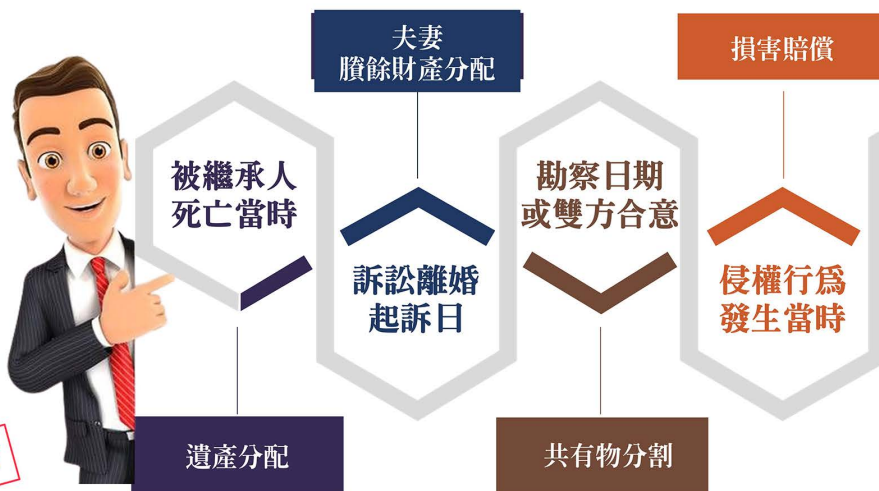 被繼承人
死亡當時
遺產分配
夫妻
賸餘財產分配
訴訟離婚
起訴日
勘察日期
或雙方合意
共有物分割
損害賠償
侵權行為
發生當時